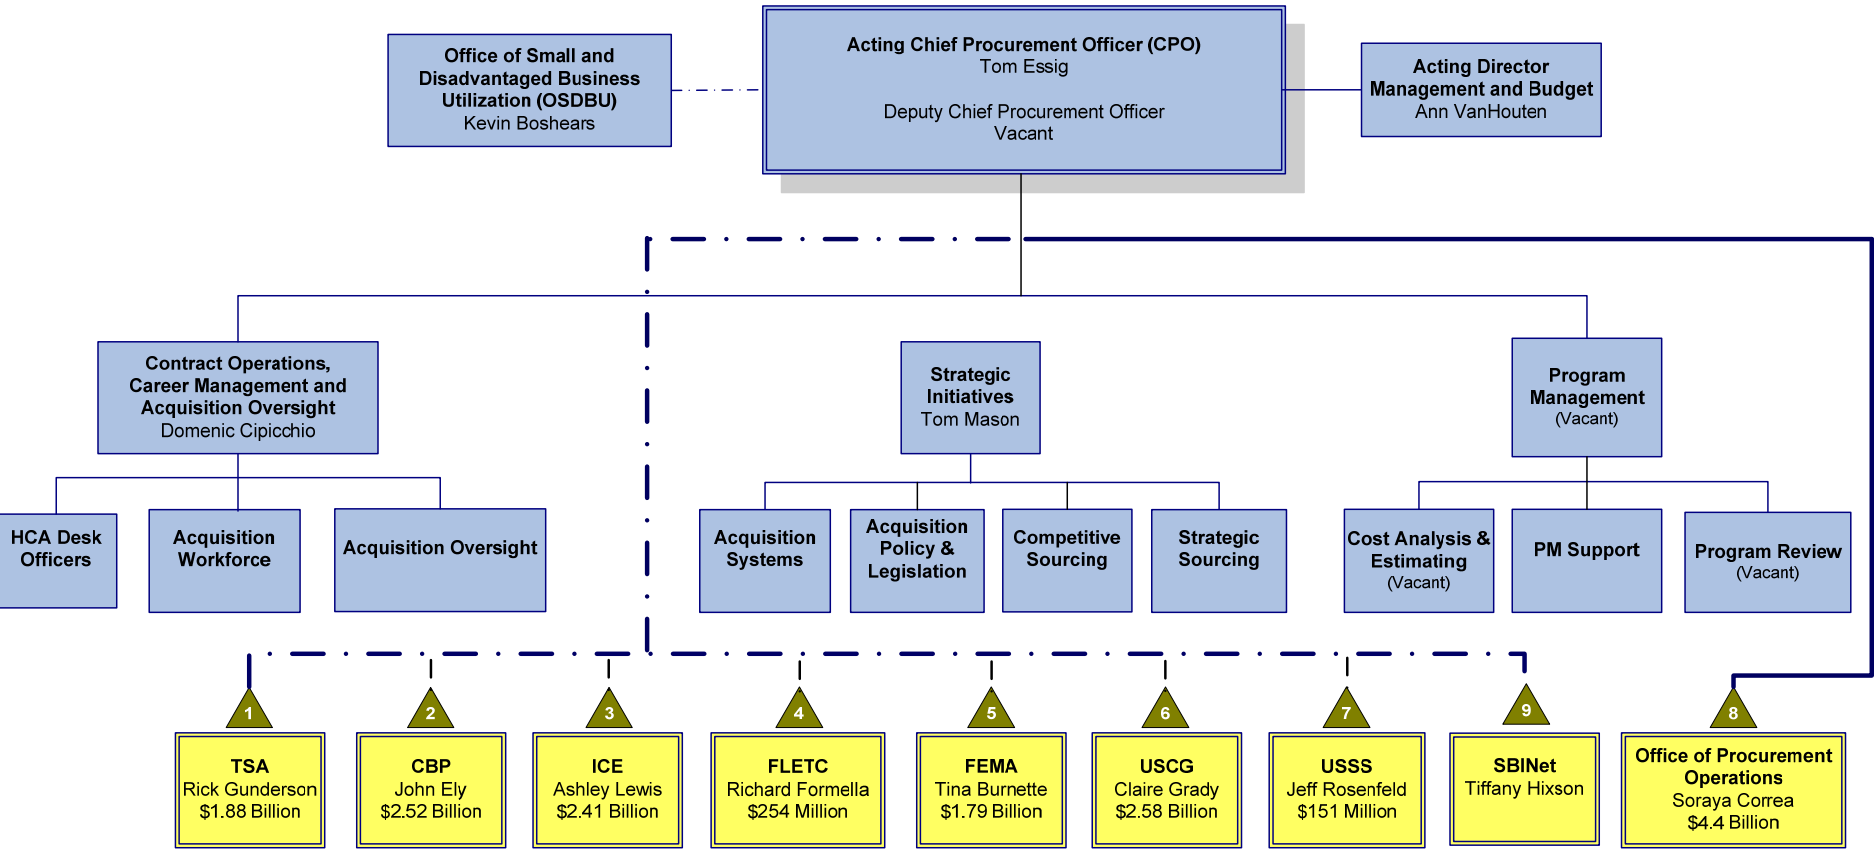 Office of Small and
Disadvantaged Business
Utilization (OSDBU)
Kevin Boshears
Acting Chief Procurement Officer (CPO)
Tom Essig
Deputy Chief Procurement Officer
Vacant
Acting Director
Management and Budget
Ann VanHouten
Contract Operations,
Career Management and
Acquisition Oversight
Domenic Cipicchio
Strategic
Initiatives
Tom Mason
Program
Management
(Vacant)
HCA Desk
Officers
Acquisition
Workforce
Acquisition Oversight
Acquisition
Systems
Acquisition
Policy &
Legislation
Competitive
Sourcing
Strategic
Sourcing
Cost Analysis &
Estimating
(Vacant)
PM Support
Program Review
(Vacant)
1
TSA
Rick Gunderson
$1.88 Billion
2
CBP
John Ely
$2.52 Billion
3
ICE
Ashley Lewis
$2.41 Billion
4
FLETC
Richard Formella
$254 Million
5
FEMA
Tina Burnette
$1.79 Billion
6
USCG
Claire Grady
$2.58 Billion
7
USSS
Jeff Rosenfeld
$151 Million
9
SBINet
Tiffany Hixson
8
Office of Procurement
Operations
Soraya Correa
$4.4 Billion